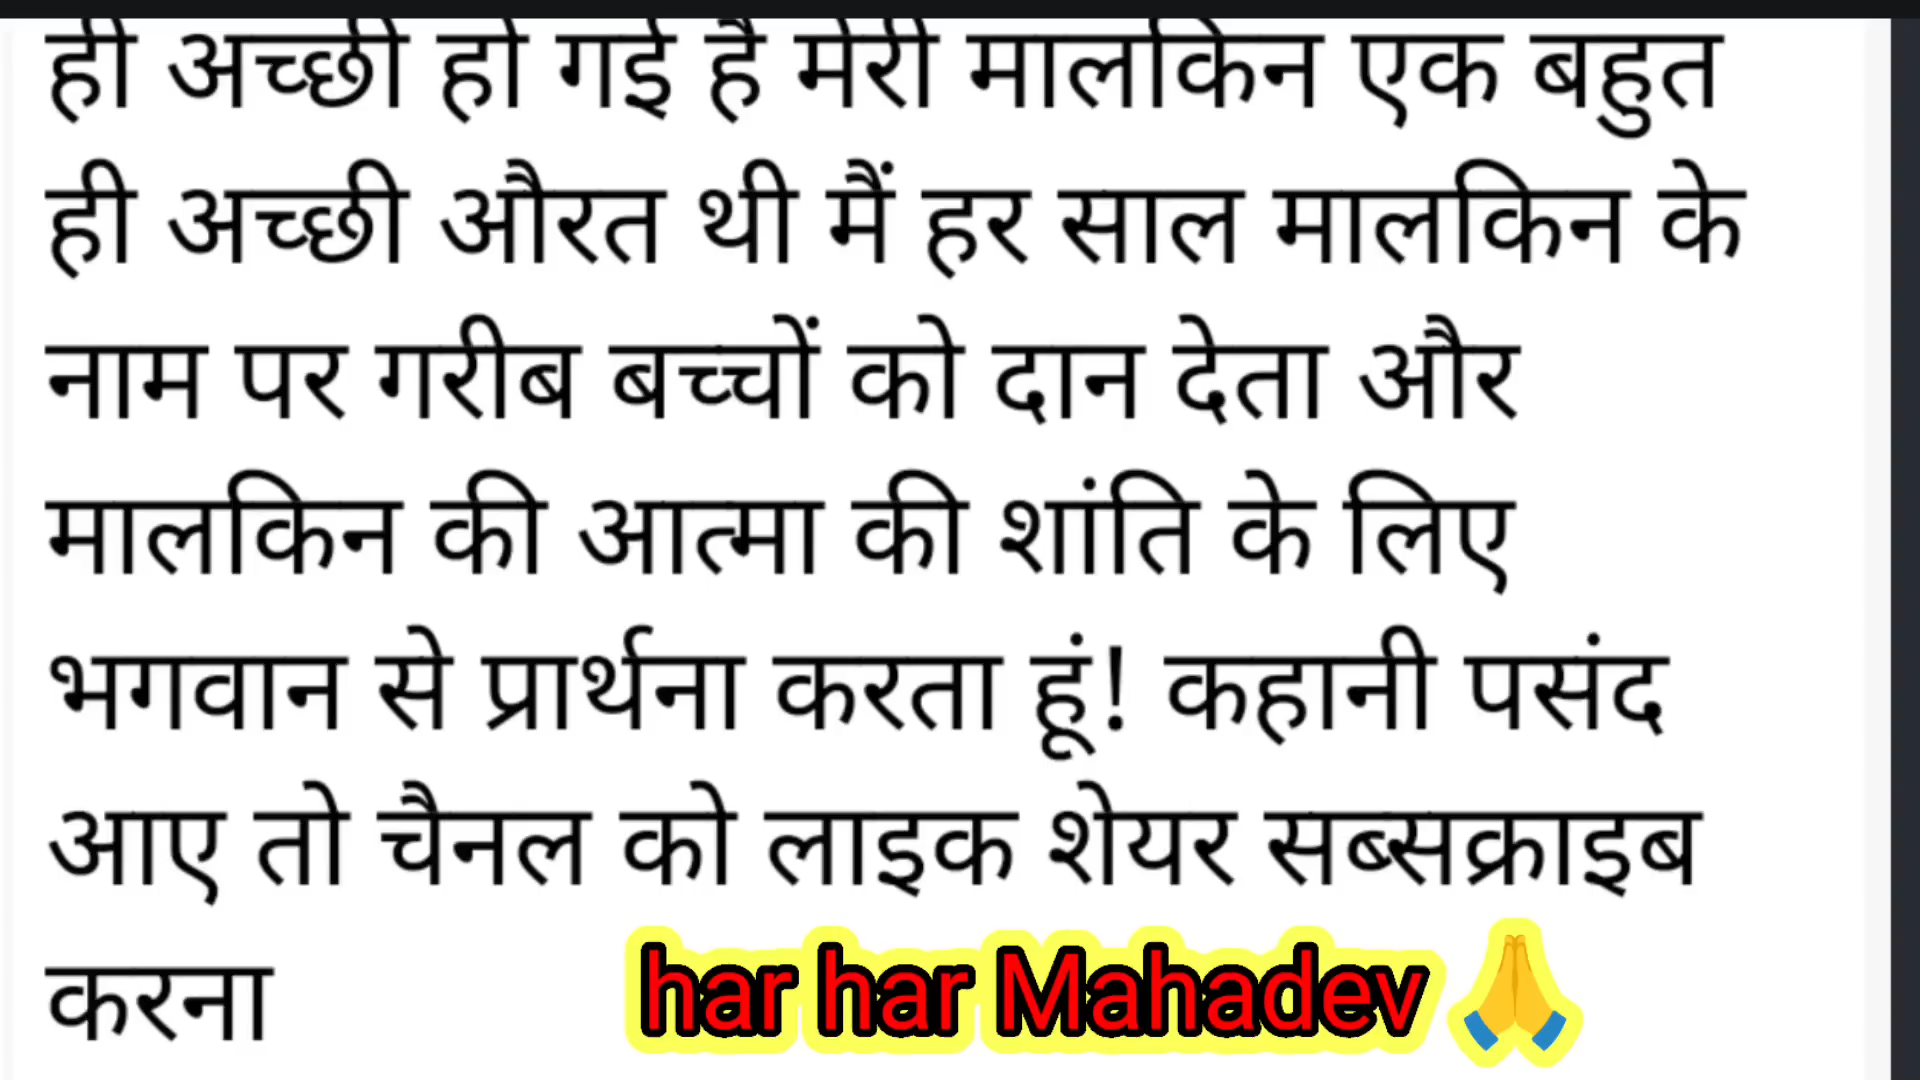 ही अच्छी हो गई है मेरी मालकिन एक बहुत
ही अच्छी औरत थी मैं हर साल मालकिन के
नाम पर गरीब बच्चों को दान देता और
मालकिन की आत्मा की शांति के लिए
भगवान से प्रार्थना करता हूं! कहानी पसंद
आए तो चैनल को लाइक शेयर सब्सक्राइब
करना
har har Mahadev 🙏